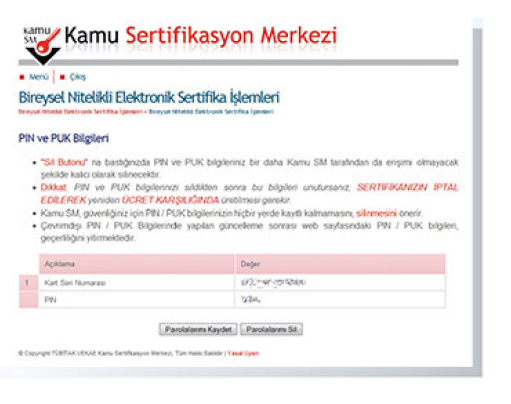 kamu SM Kamu Sertifikasyon Merkezi
Menü Çıkış
Bireysel Nitelikli Elektronik Sertifika İşlemleri
Bireysel Nitelikli Elektronik Sertifika İşlemleri - Bireysel Nitelikli Elektronik Sertifika İşlemleri
PIN ve PUK Bilgileri
"Sil Butonu" na bastığınızda PIN ve PUK bilgileriniz bir daha Kamu SM tarafından da erişimi olmayacak
şekilde kalıcı olarak silinecektir.
Dikkat: PIN ve PUK bilgilerinizi sildikten sonra bu bilgileri unutursanız, SERTİFİKANIZIN İPTAL
EDİLEREK yeniden ÜCRET KARŞILIĞINDA üretilmesi gerekir.
Kamu SM, güvenliğiniz için PIN / PUK bilgilerinizin hiçbir yerde kayıtlı kalmamasını, silinmesini önerir.
Çevrimdışı PIN / PUK Bilgilerinde yapılan güncelleme sonrası web sayfasındaki PIN / PUK bilgileri,
geçerliliğini yitirmektedir.
Açıklama Değer
1 Kart Seri Numarası
PIN
Parolalarımı Kaydet Parolalarımı Sil
© Copyright TÜBİTAK UEKAE Kamu Sertifikasyon Merkezi, Tüm Hakkı Saklıdır | Yasal Uyarı